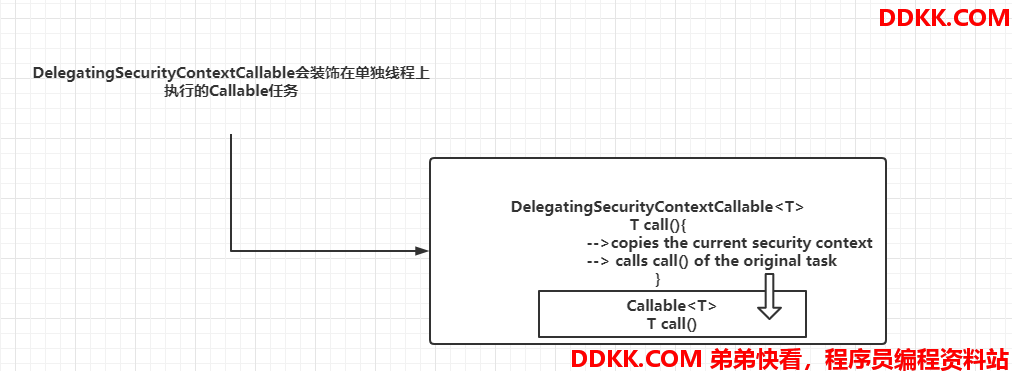 DDKK.COM
DelegatingSecurityContextCallable会装饰在单独线程上
执行的Callable任务
DelegatingSecurityContextCallable<T>
T call(){
-->copies the current security context
--> calls call() of the original task
}
Callable<T>
T call()
DDKK.COM 弟弟快看，程序员编程资料站